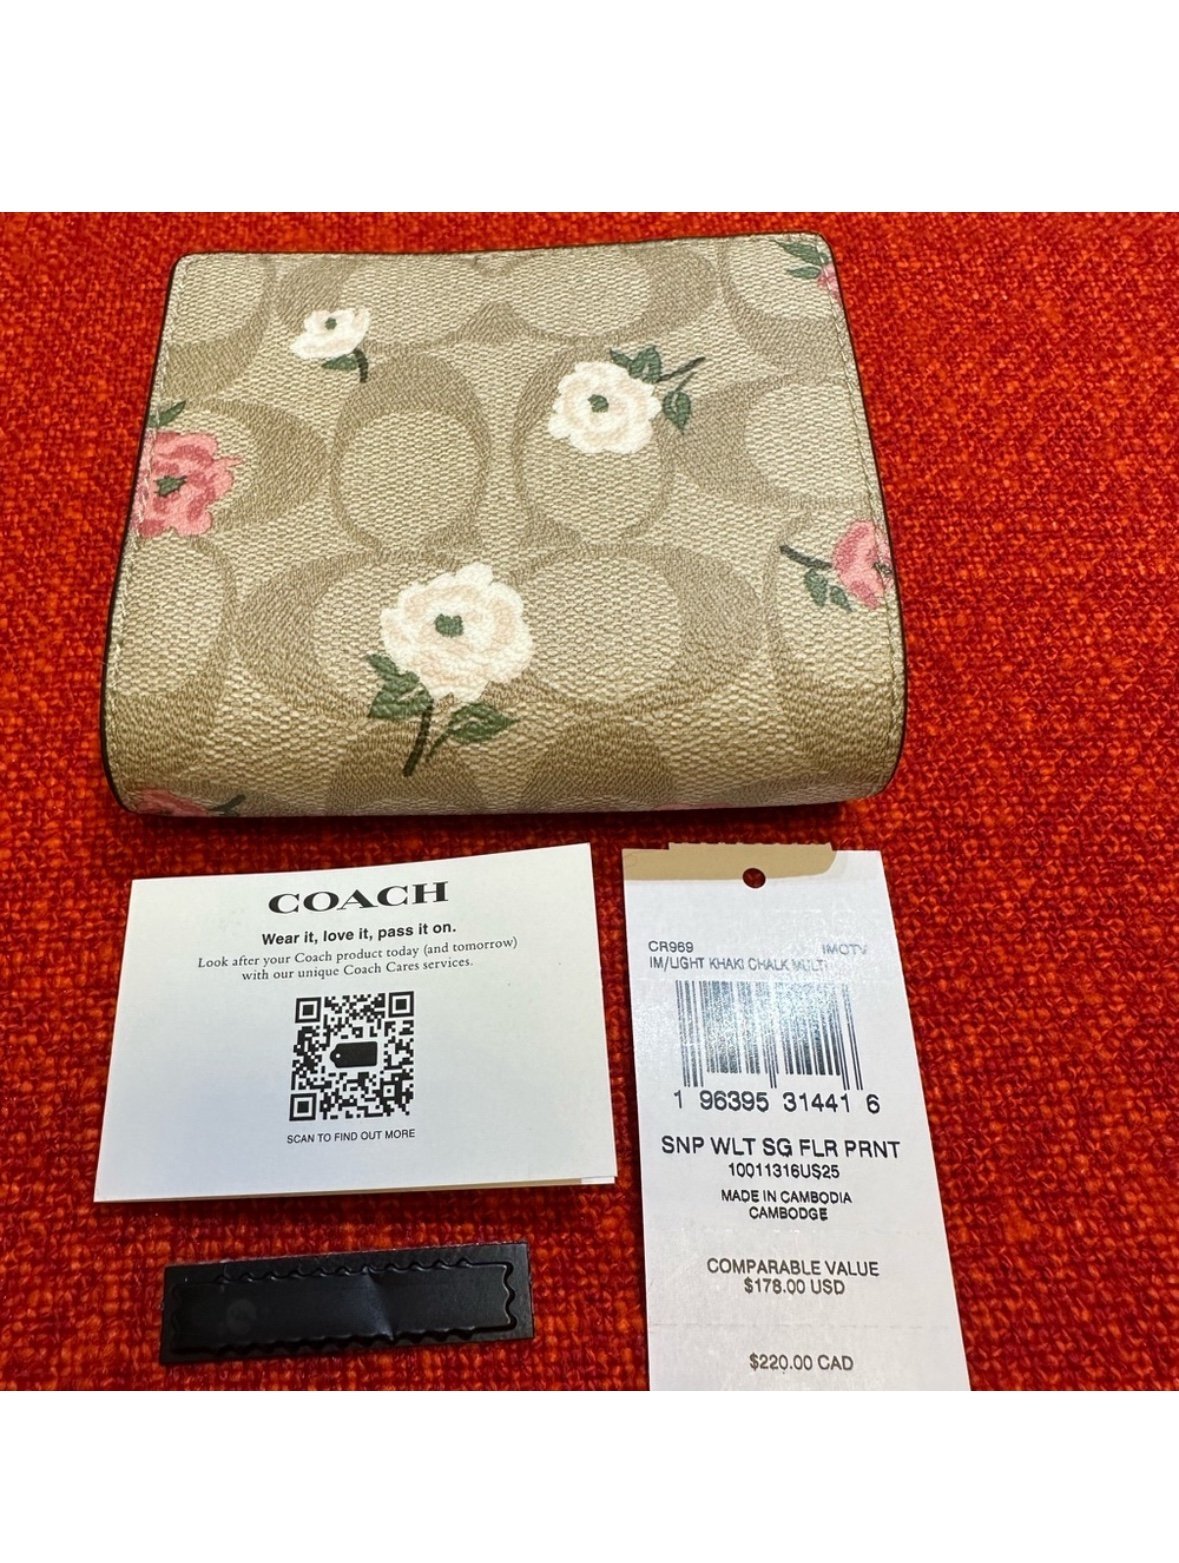 COACH
Wear it, love it, pass it on.
Look after your Coach product today (and tomorrow)
with our unique Coach Cares services.
SCAN TO FIND OUT MORE
CR969 IMOTV
IM/LIGHT KHAKI CHALK MULTI
1 96395 31441 6
SNP WLT SG FLR PRNT
10011316US25
MADE IN CAMBODIA
CAMBODGE
COMPARABLE VALUE
$178.00 USD
$220.00 CAD